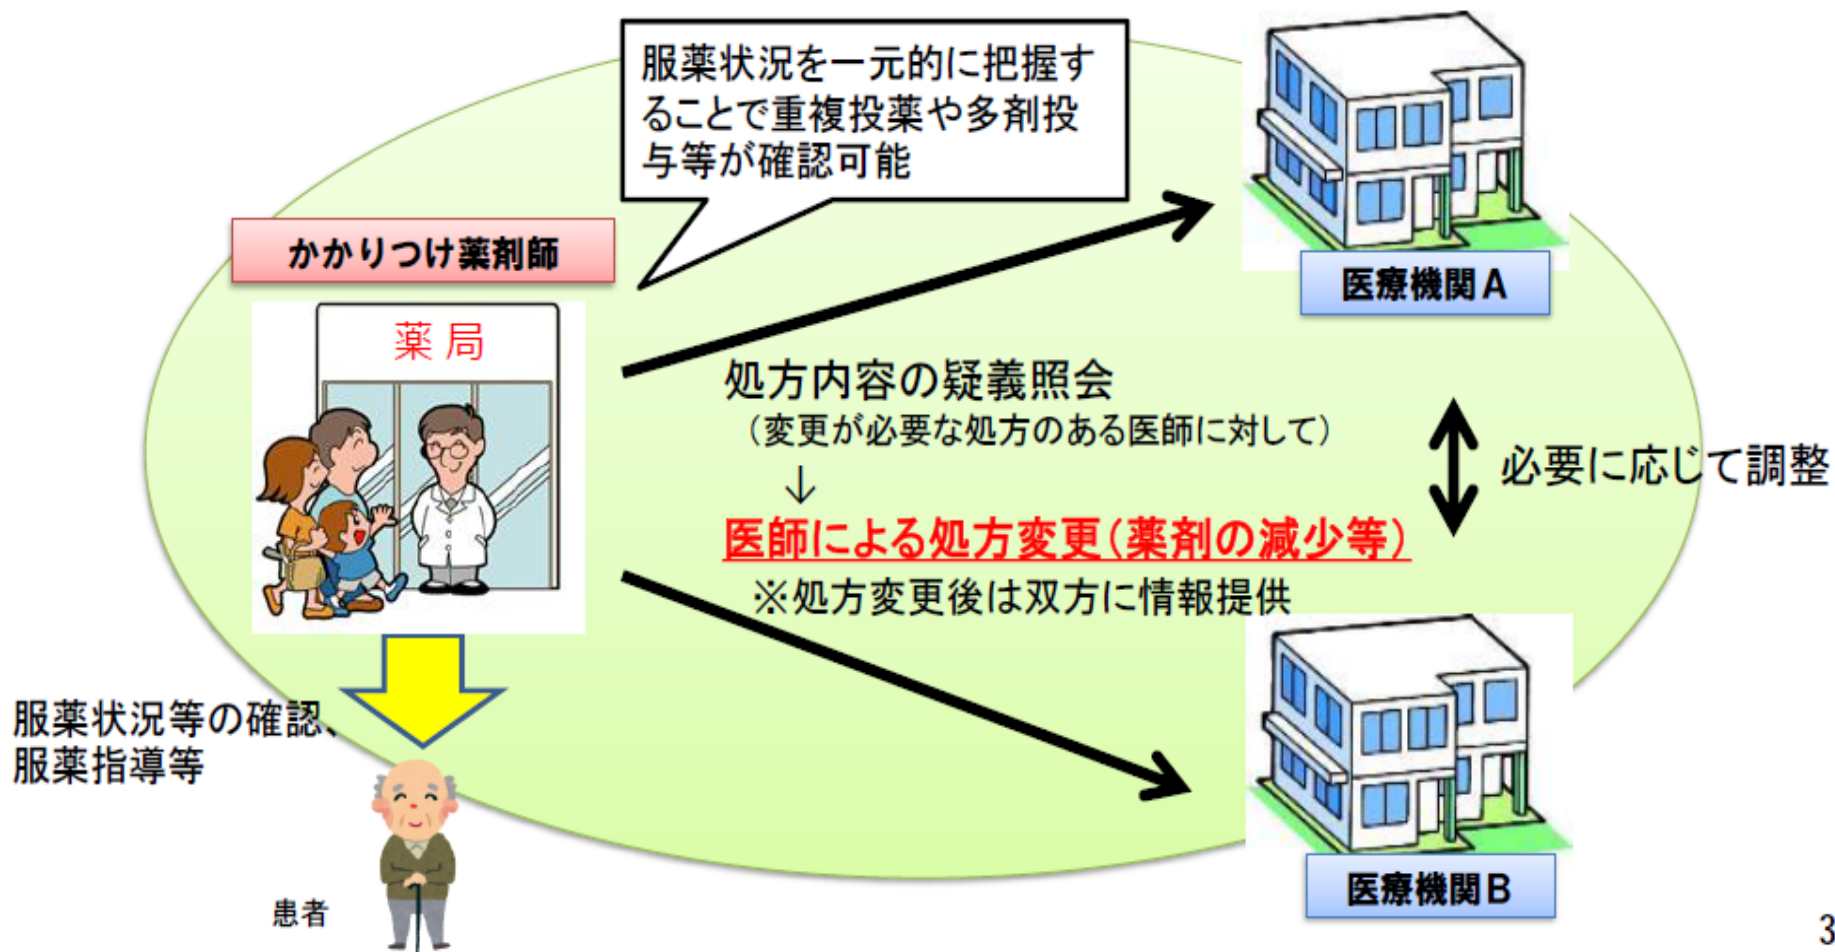 服薬状況を一元的に把握す
ることで重複投薬や多剤投
与等が確認可能
かかりつけ薬剤師
薬局
医療機関A
処方内容の疑義照会
（変更が必要な処方のある医師に対して）
↓
医師による処方変更（薬剤の減少等）
※処方変更後は双方に情報提供
必要に応じて調整
服薬状況等の確認、
服薬指導等
患者
医療機関B
3